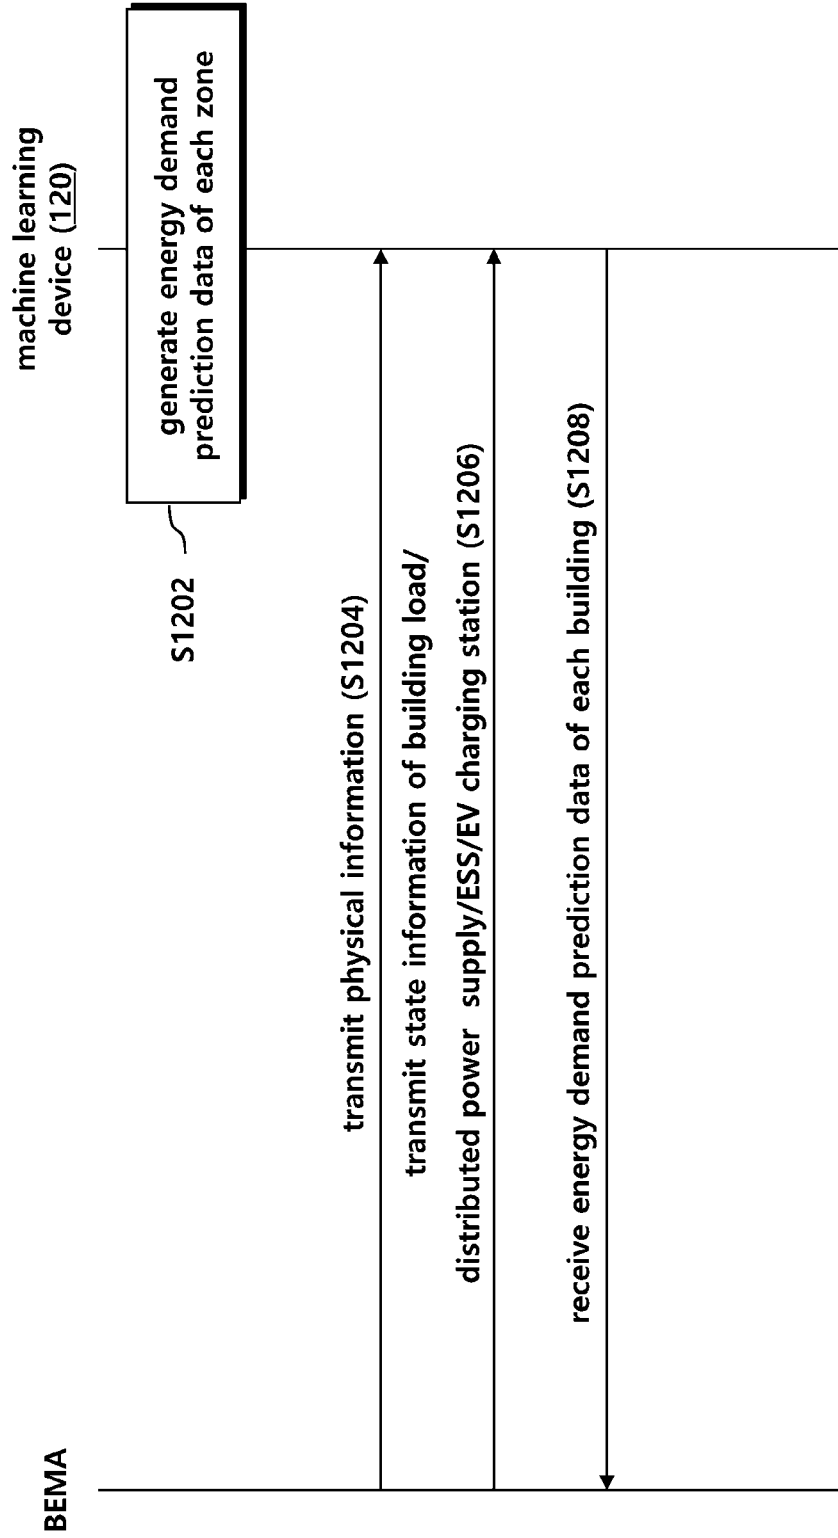 BEMA
machine learning
device (120)
generate energy demand
prediction data of each zone
S1202
transmit physical information (S1204)
transmit state information of building load/
distributed power supply/ESS/EV charging station (S1206)
receive energy demand prediction data of each building (S1208)